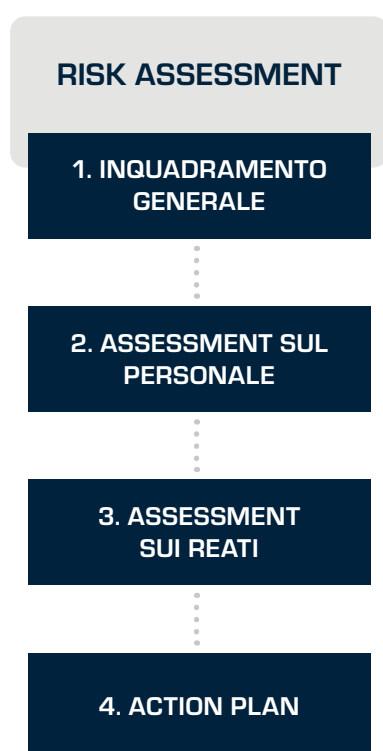 RISK ASSESSMENT
1. INQUADRAMENTO
GENERALE
2. ASSESSMENT SUL
PERSONALE
3. ASSESSMENT
SUI REATI
4. ACTION PLAN